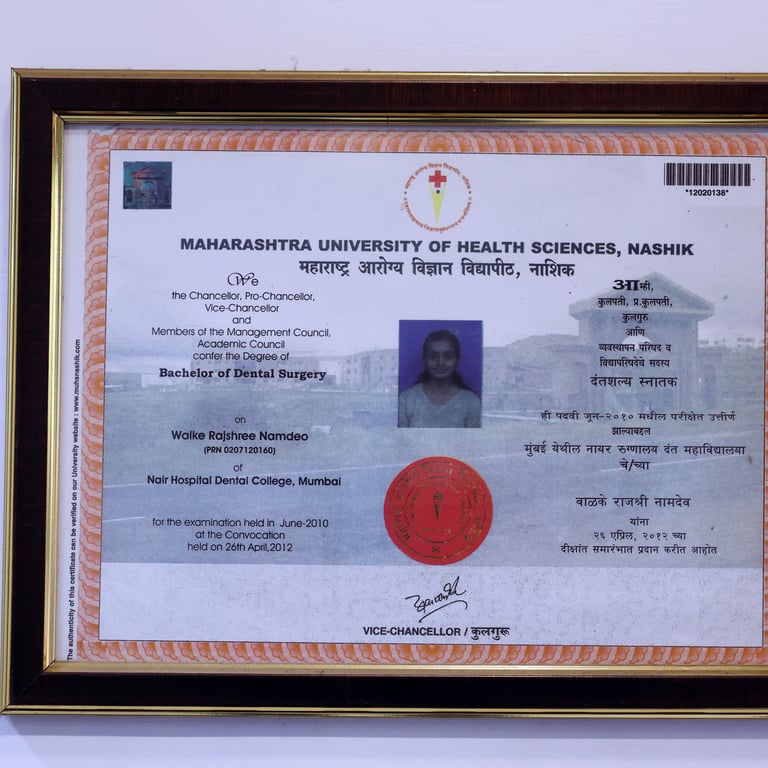 *12020138*
MAHARASHTRA UNIVERSITY OF HEALTH SCIENCES, NASHIK
महाराष्ट्र आरोग्य विज्ञान विद्यापीठ, नाशिक
We
the Chancellor, Pro-Chancellor,
Vice-Chancellor
and
Members of the Management Council,
Academic Council
confer the Degree of
Bachelor of Dental Surgery
on
Walke Rajshree Namdeo
(PRN 0207120160)
of
Nair Hospital Dental College, Mumbai
for the examination held in June-2010
at the Convocation
held on 26th April,2012
आम्ही,
कुलपती, प्र.कुलपती,
कुलगुरू
आणि
व्यवस्थापन परिषद व
विद्यापरिषदेचे सदस्य
दंतशल्य स्नातक
ही पदवी जून-२०१० मधील परीक्षेत उत्तीर्ण
झाल्याबद्दल
मुंबई येथील नायर रुग्णालय दंत महाविद्यालया
चे/च्या
वाळके राजश्री नामदेव
यांना
२६ एप्रिल, २०१२ च्या
दीक्षांत समारंभात प्रदान करीत आहोत
VICE-CHANCELLOR / कुलगुरू
The authenticity of this certificate can be verified on our University website : www.muhsnashik.com